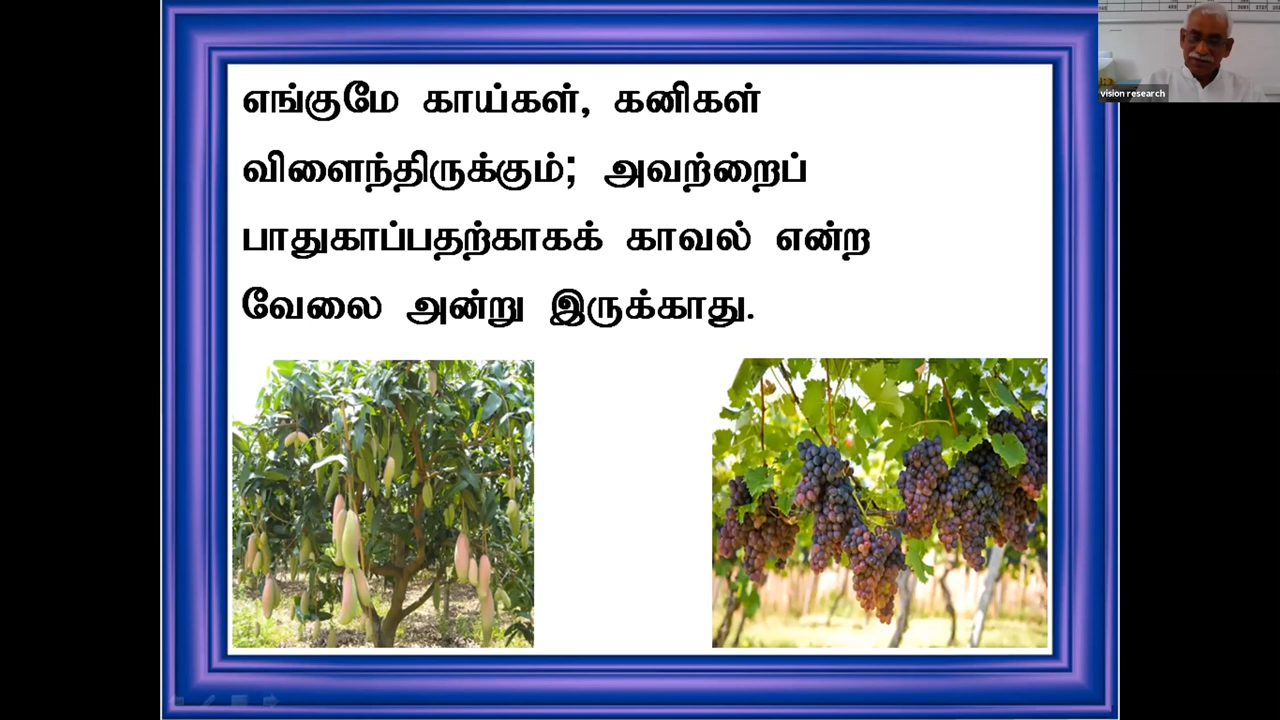 எங்குமே காய்கள், கனிகள்
விளைந்திருக்கும்; அவற்றைப்
பாதுகாப்பதற்காகக் காவல் என்ற
வேலை அன்று இருக்காது.
vision research